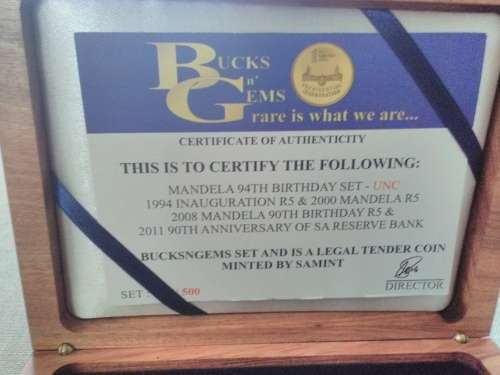 BUCKS
n'
GEMS
rare is what we are...
CERTIFICATE OF AUTHENTICITY
THIS IS TO CERTIFY THE FOLLOWING:
MANDELA 94TH BIRTHDAY SET - UNC
1994 INAUGURATION R5 & 2000 MANDELA R5
2008 MANDELA 90TH BIRTHDAY R5 &
2011 90TH ANNIVERSARY OF SA RESERVE BANK
BUCKSNGEMS SET AND IS A LEGAL TENDER COIN
MINTED BY SAMINT
SET 500
DIRECTOR